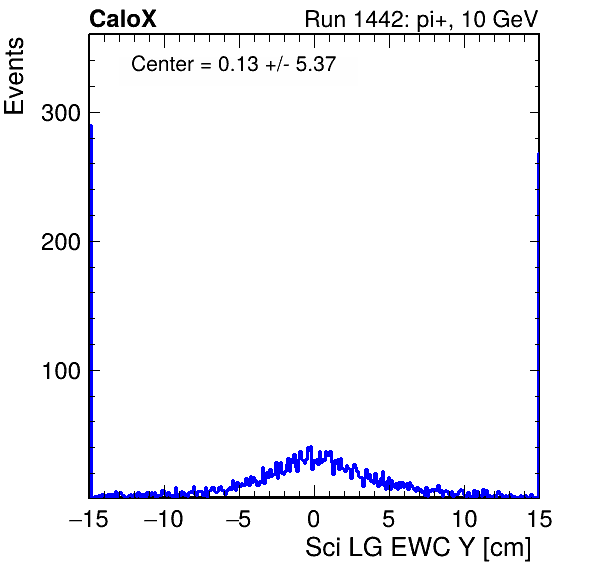 CaloX
Run 1442: pi+, 10 GeV
Center = 0.13 +/- 5.37
Events
300
200
100
−15 −10 −5 0 5 10 15
Sci LG EWC Y [cm]